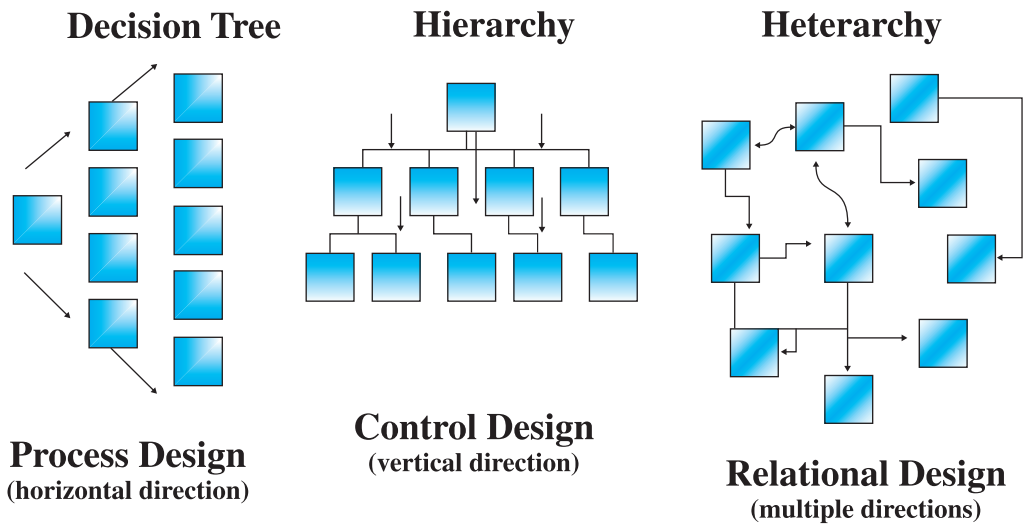 Decision Tree
Hierarchy
Heterarchy
Process Design
(horizontal direction)
Control Design
(vertical direction)
Relational Design
(multiple directions)